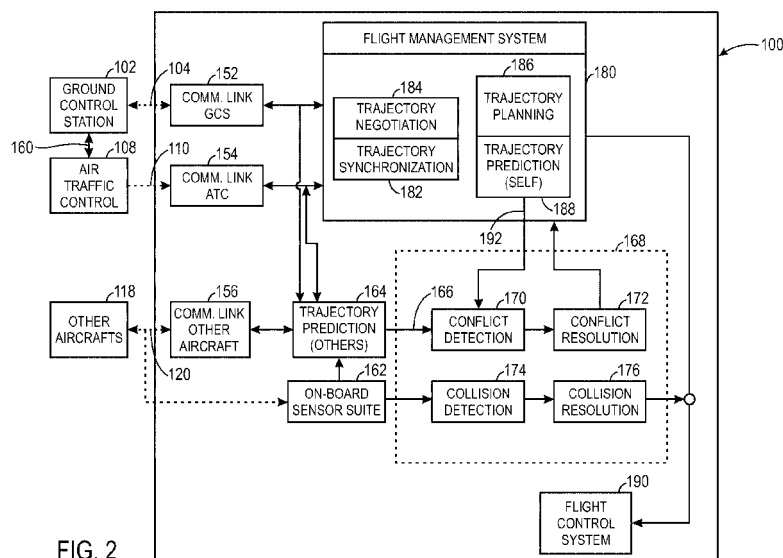 FLIGHT MANAGEMENT SYSTEM
100
102
104
152
184
186
180
GROUND
CONTROL
STATION
COMM. LINK
GCS
TRAJECTORY
NEGOTIATION
TRAJECTORY
PLANNING
160
108
110
154
TRAJECTORY
SYNCHRONIZATION
TRAJECTORY
PREDICTION
(SELF)
AIR
TRAFFIC
CONTROL
COMM. LINK
ATC
182
188
192
168
118
156
164
166
170
172
OTHER
AIRCRAFTS
COMM. LINK
OTHER
AIRCRAFT
TRAJECTORY
PREDICTION
(OTHERS)
CONFLICT
DETECTION
CONFLICT
RESOLUTION
120
162
174
176
ON-BOARD
SENSOR SUITE
COLLISION
DETECTION
COLLISION
RESOLUTION
190
FLIGHT
CONTROL
SYSTEM
FIG. 2